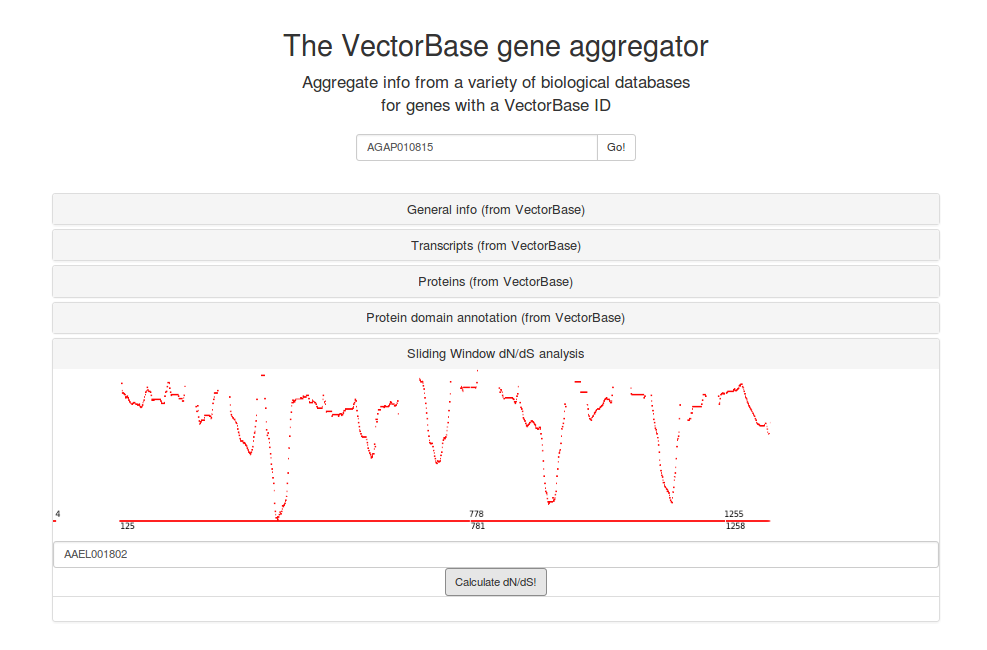 The VectorBase gene aggregator
Aggregate info from a variety of biological databases
for genes with a VectorBase ID
AGAP010815 Go!
General info (from VectorBase)
Transcripts (from VectorBase)
Proteins (from VectorBase)
Protein domain annotation (from VectorBase)
Sliding Window dN/dS analysis
4 778 1255
125 781 1258
AAEL001802
Calculate dN/dS!